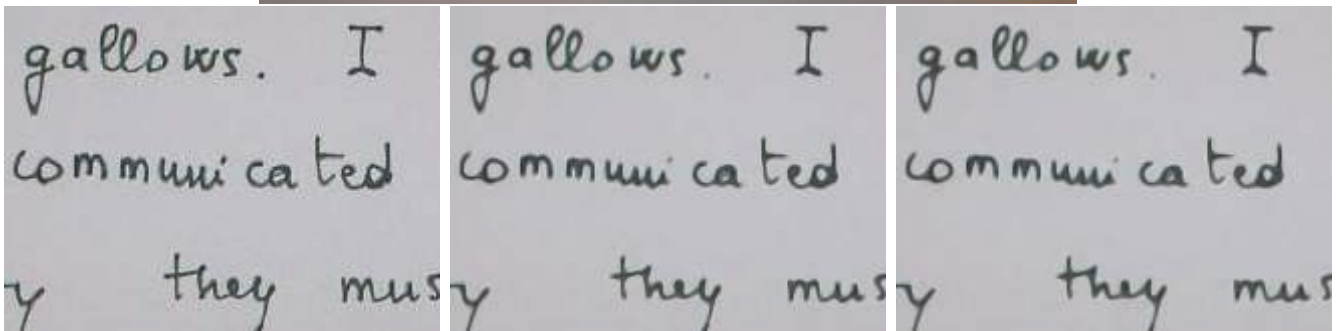 gallows. I
communicated
y they mus
gallows. I
communicated
y they mus
gallows. I
communicated
y they mus